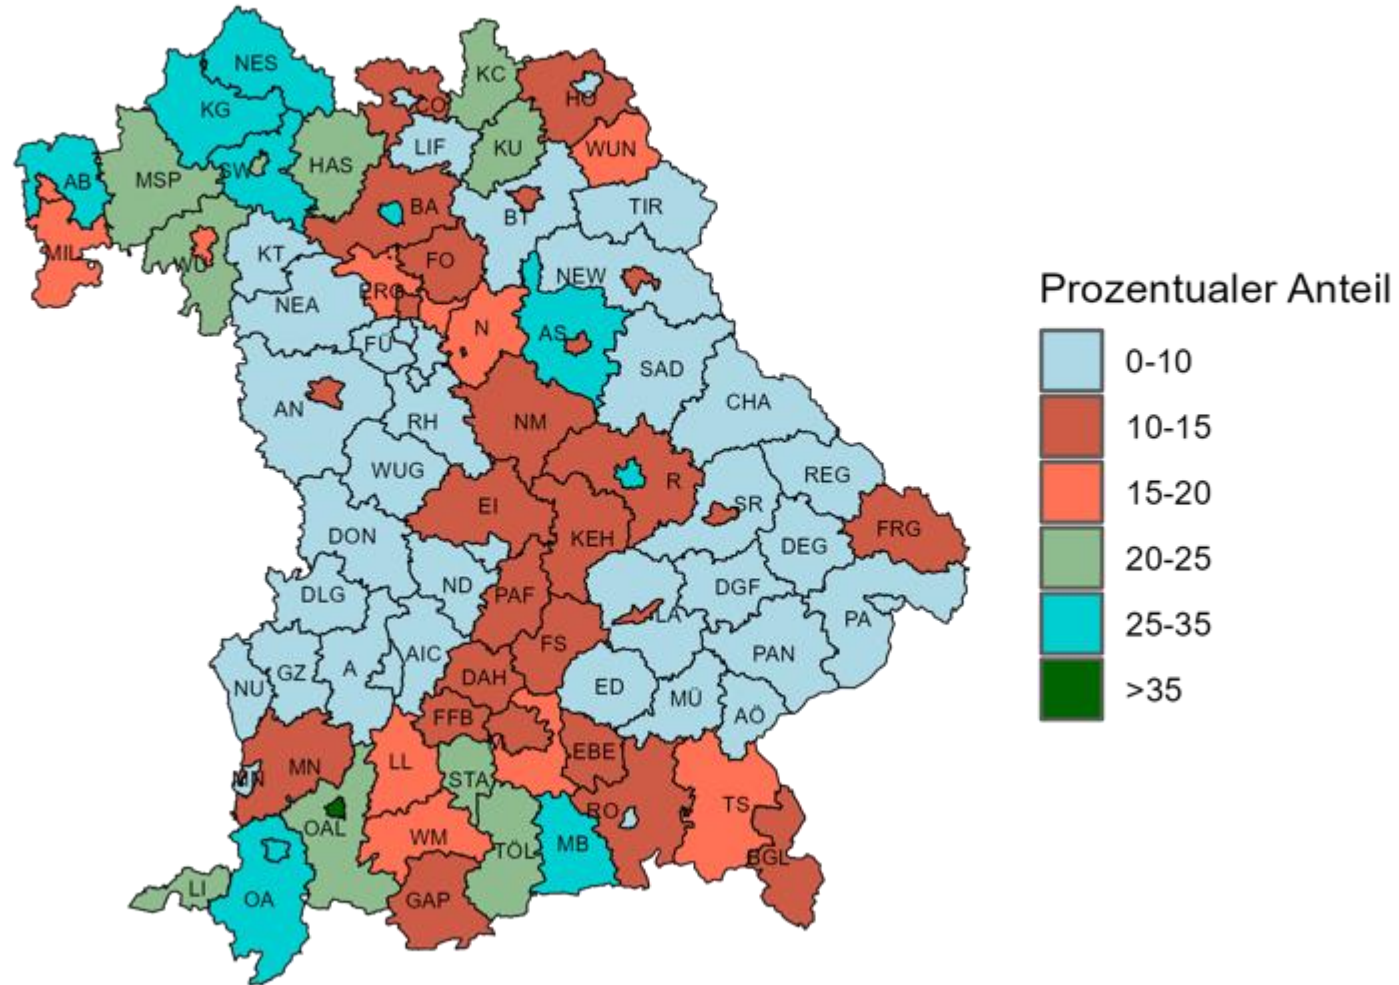 NES
KC
KG
CO
HO
LIF
KU
WUN
HAS
SW
AB
MSP
BA
BT
TIR
MIL
WÜ
KT
FO
NEW
ERG
NEA
N
AS
FÜ
SAD
AN
RH
NM
CHA
WUG
R
REG
EI
SR
DON
KEH
FRG
DEG
ND
DGF
DLG
PAF
LA
PA
FS
AIC
PAN
GZ
A
DAH
NU
ED
MÜ
AÖ
FFB
M
EBE
MN
MN
LL
STA
RO
TS
OAL
WM
TÖL
MB
BGL
LI
OA
GAP
Prozentualer Anteil
0-10
10-15
15-20
20-25
25-35
>35